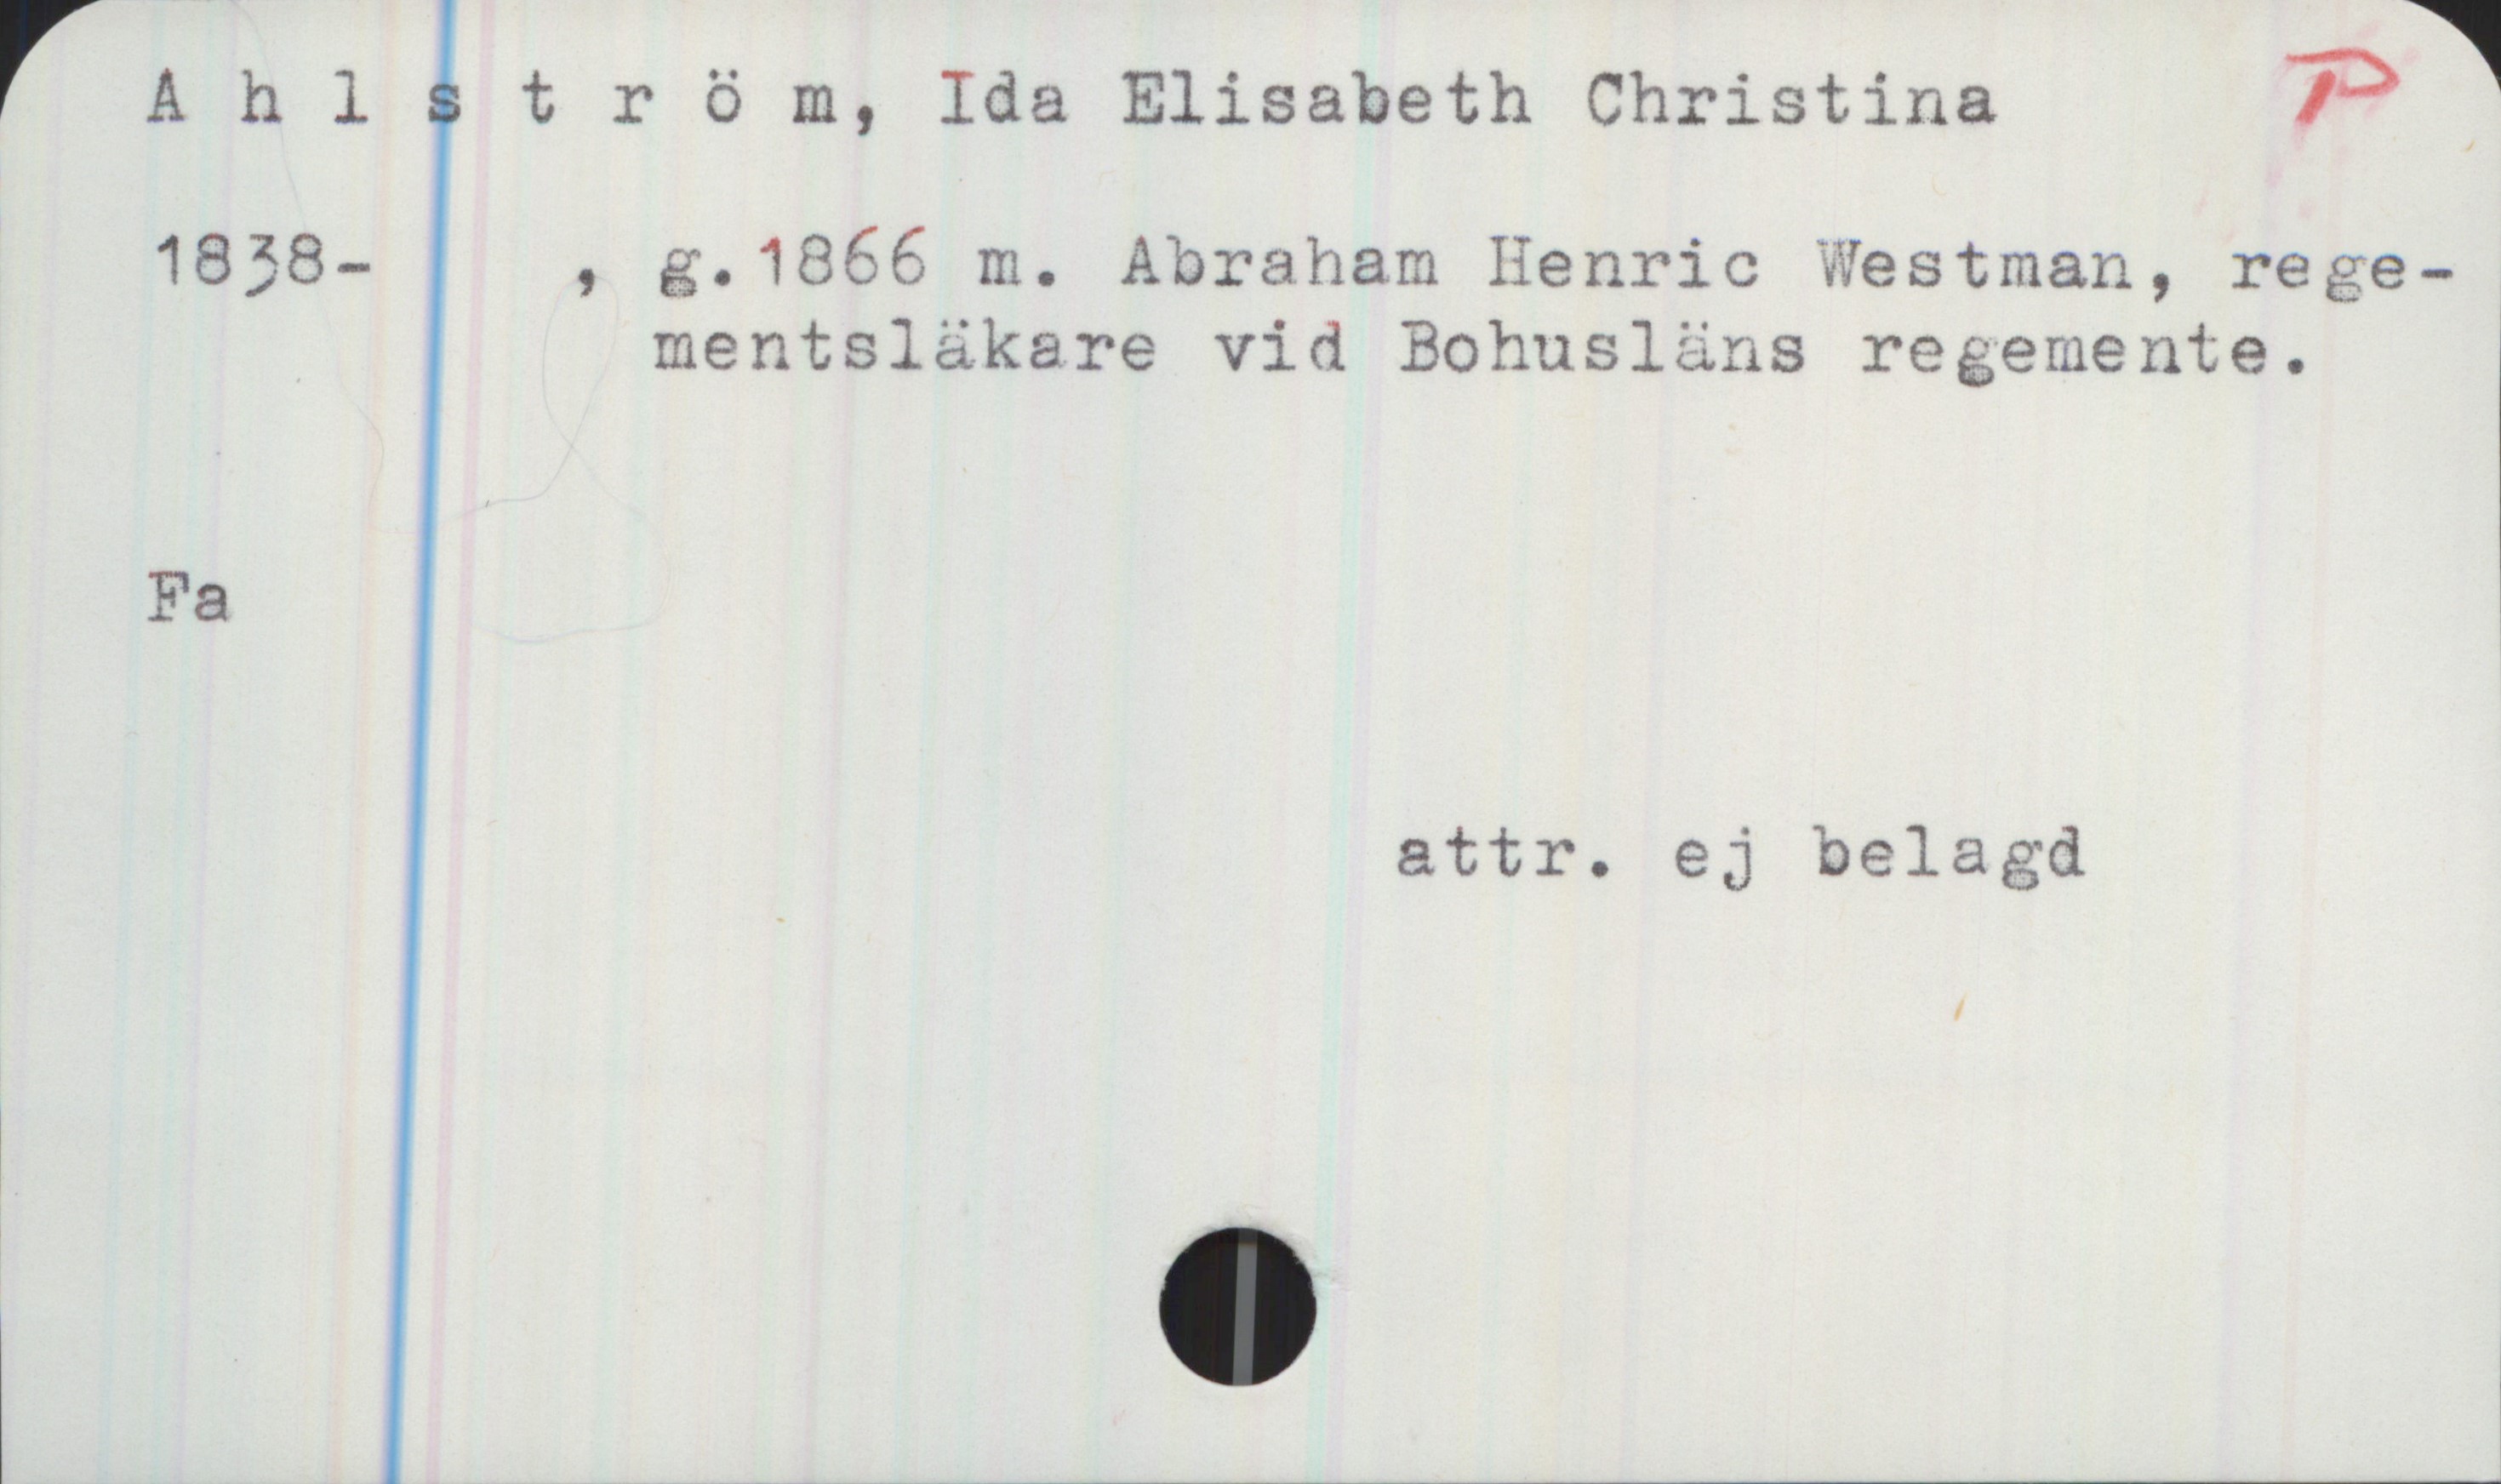 A h l s t r ö m, Ida Elisabeth Christina P
1838- , g.1866 m. Abraham Henric Westman, rege-
mentsläkare vid Bohusläns regemente.
Fa
attr. ej belagd